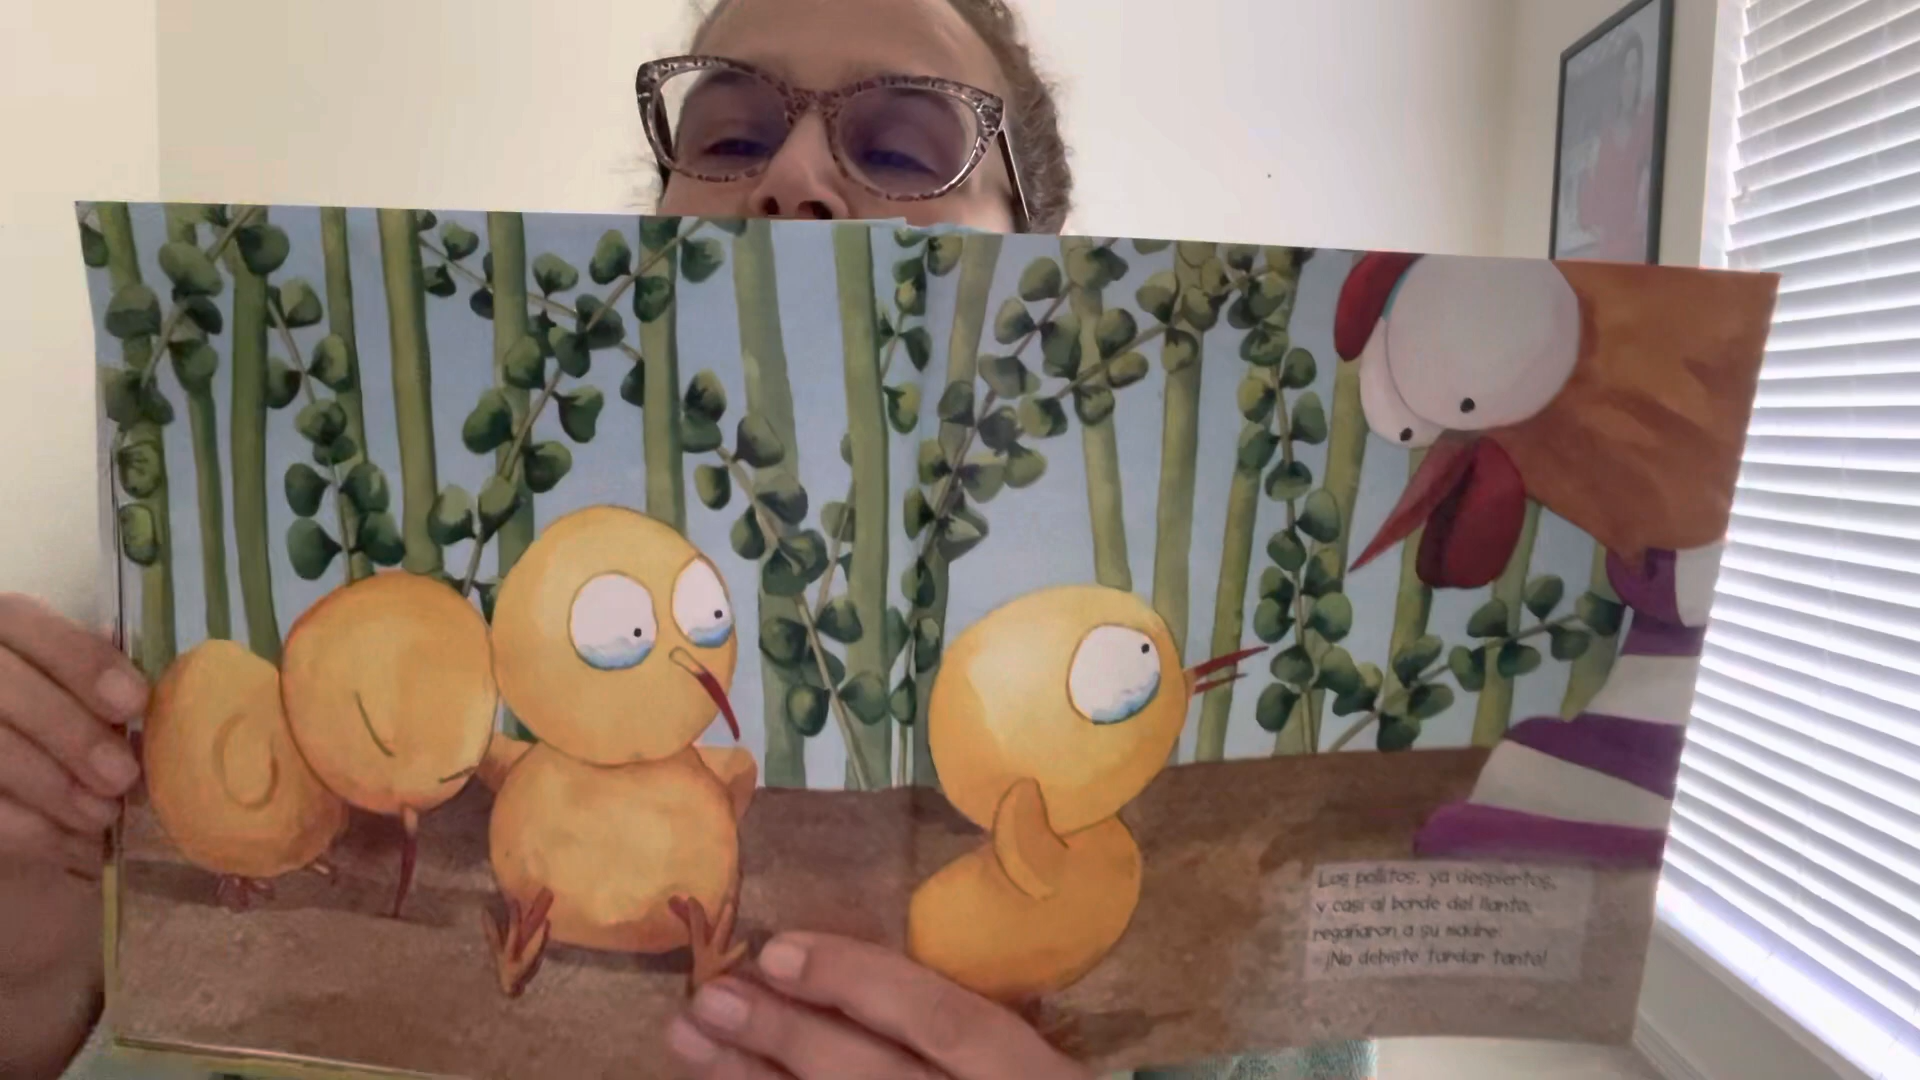 Los pollitos, ya despiertos,
y casi al borde del llanto,
regañaron a su madre:
¡No debiste tardar tanto!